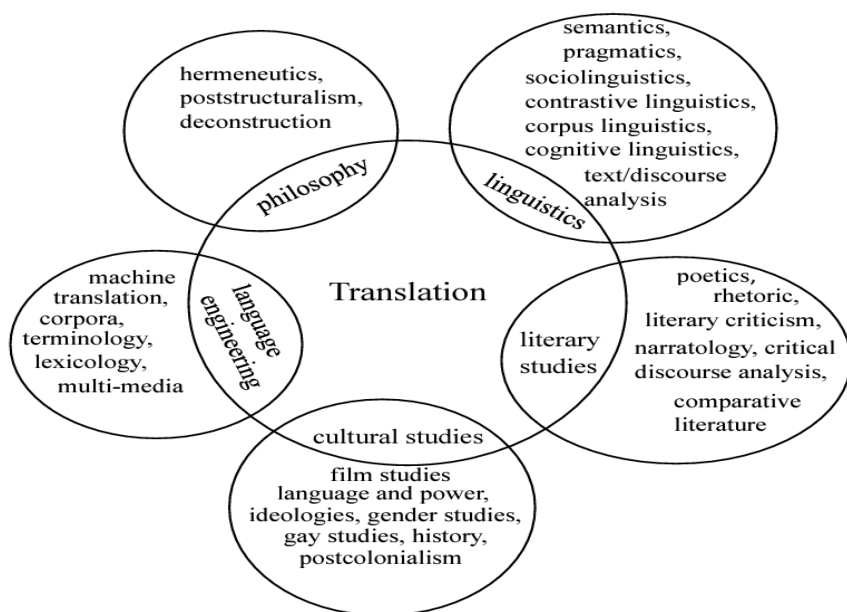 hermeneutics,
poststructuralism,
deconstruction
philosophy
semantics,
pragmatics,
sociolinguistics,
contrastive linguistics,
corpus linguistics,
cognitive linguistics,
text/discourse
analysis
linguistics
Translation
machine
translation,
corpora,
terminology,
lexicology,
multi-media
language
engineering
poetics,
rhetoric,
literary criticism,
narratology, critical
discourse analysis,
comparative
literature
literary
studies
cultural studies
film studies
language and power,
ideologies, gender studies,
gay studies, history,
postcolonialism